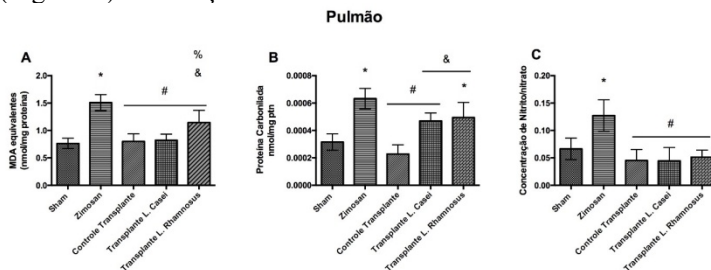 Pulmão
A
MDA equivalentes
(nmol/mg proteina)
2.0
1.5
1.0
0.5
0.0
*
#
%
&
Sham
Zimosan
Controle Transplante
Transplante L. Casei
Transplante L. Rhamnosus
B
Proteina Carbonilada
nmol/mg ptn
0.0008
0.0006
0.0004
0.0002
0.0000
*
#
&
*
Sham
Zimosan
Controle Transplante
Transplante L. Casei
Transplante L. Rhamnosus
C
Concentração de Nitrito/nitrato
0.20
0.15
0.10
0.05
0.00
*
#
Sham
Zimosan
Controle Transplante
Transplante L. Casei
Transplante L. Rhamnosus